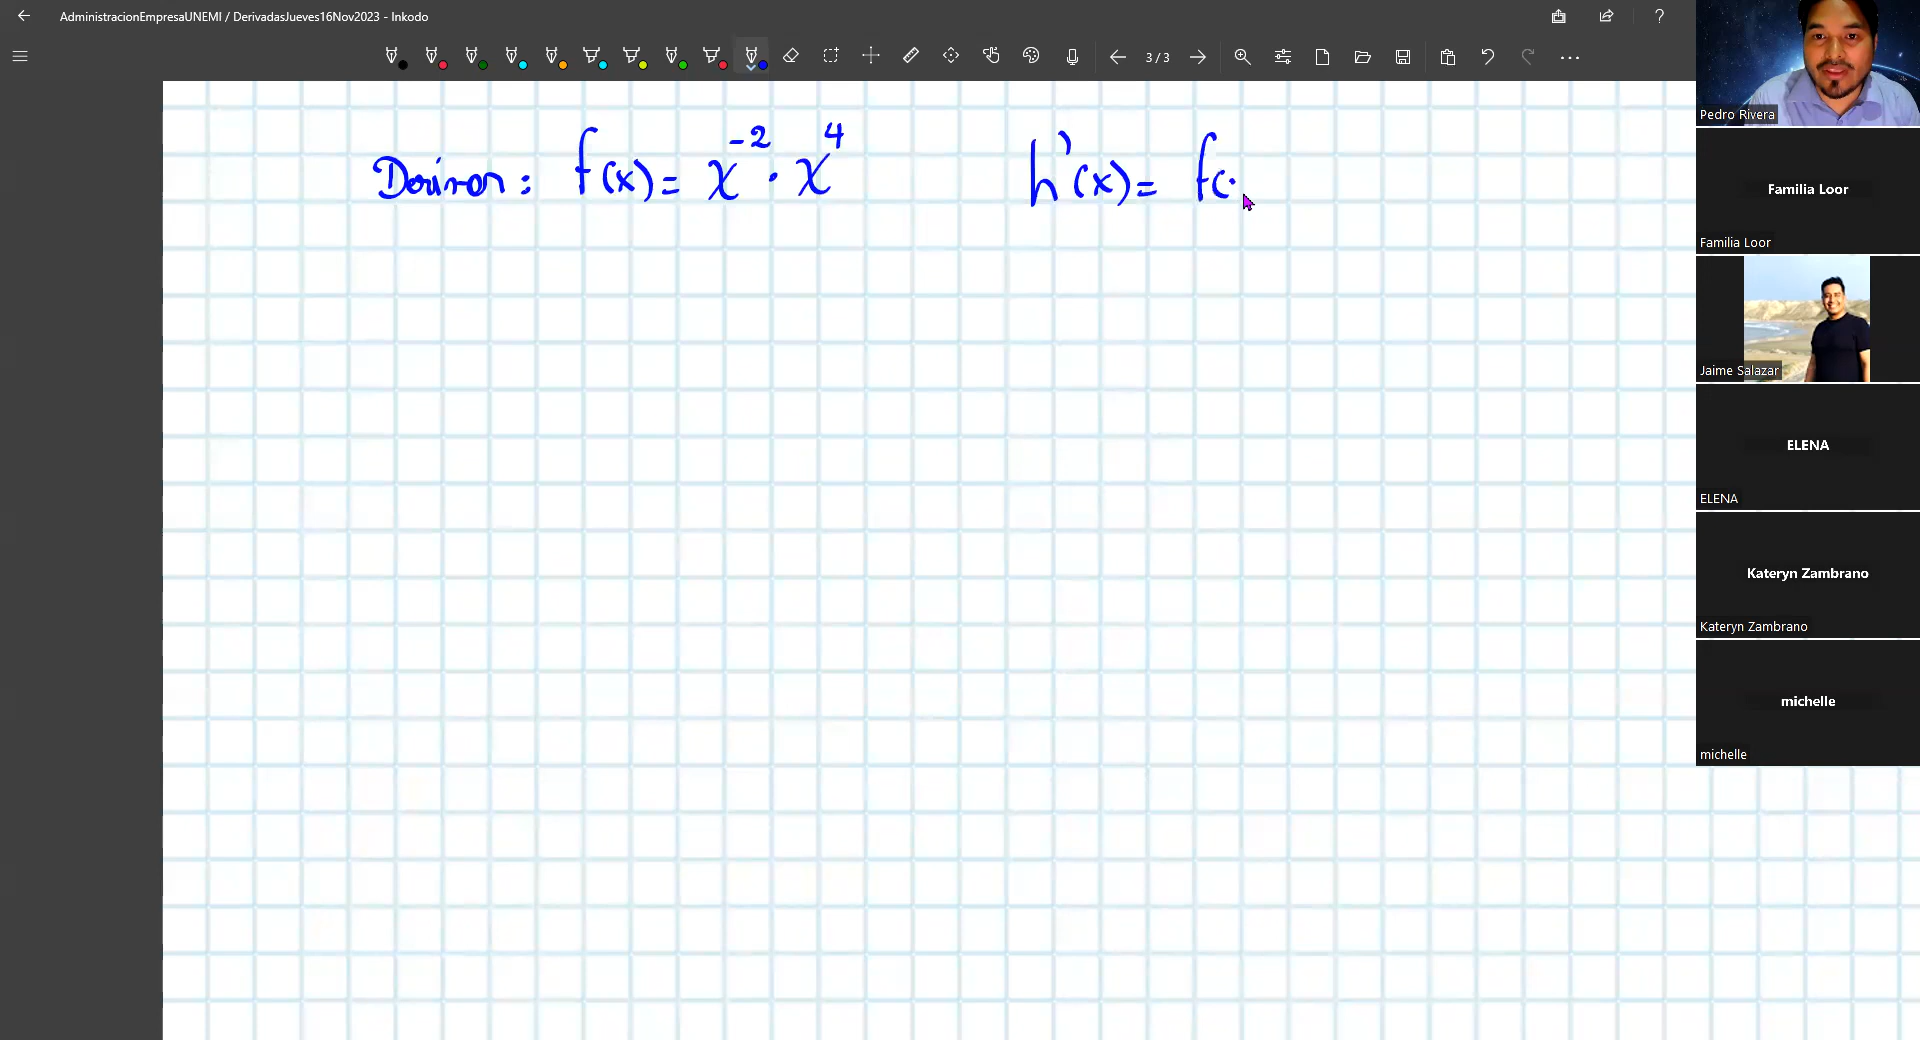 AdministracionEmpresaUNEMI / DerivadasJueves16Nov2023 - Inkodo
3 / 3
?
Pedro Rivera
Derivar: f(x) = x^-2 · x^4 h'(x) = f(
Familia Loor
Familia Loor
Jaime Salazar
ELENA
ELENA
Kateryn Zambrano
Kateryn Zambrano
michelle
michelle